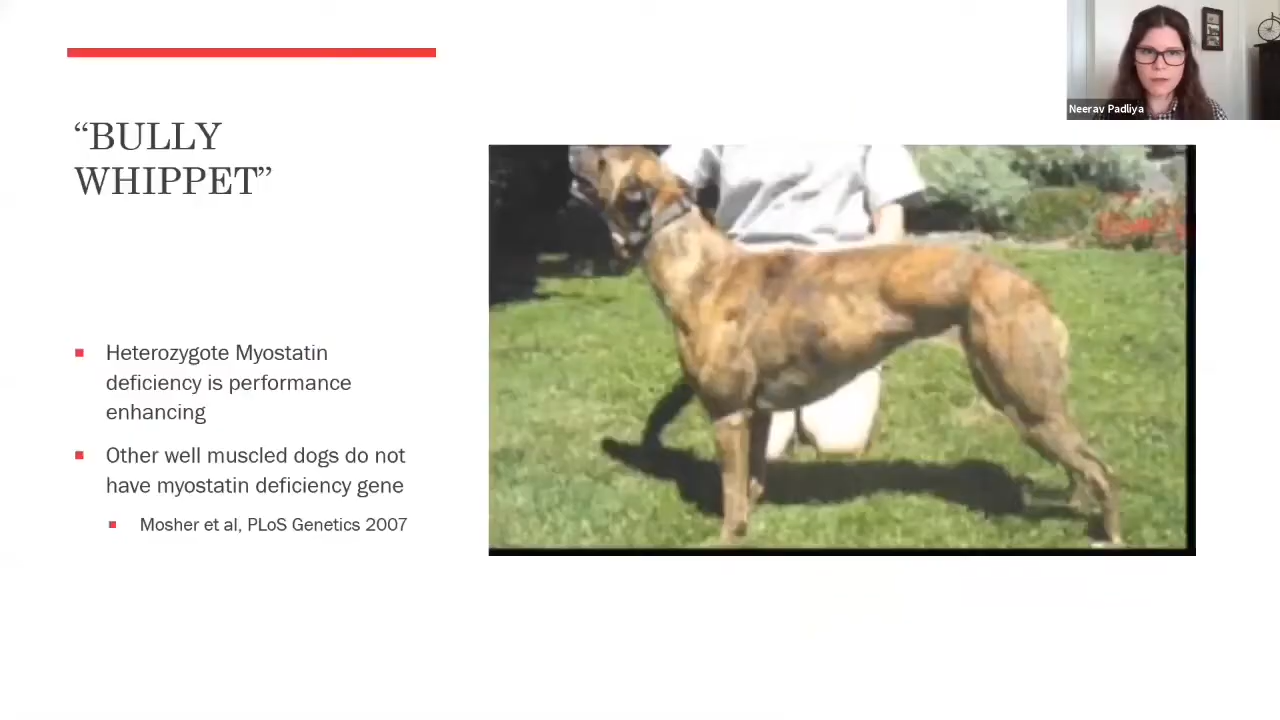 “BULLY
WHIPPET”
Heterozygote Myostatin
deficiency is performance
enhancing
Other well muscled dogs do not
have myostatin deficiency gene
Mosher et al, PLoS Genetics 2007
Neerav Padliya